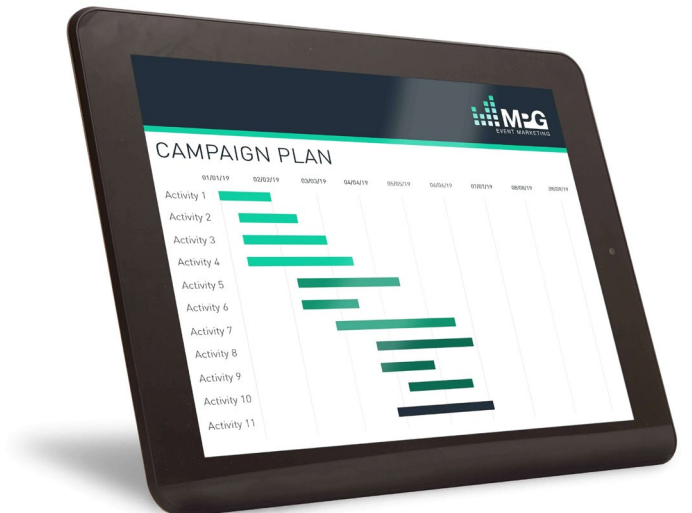 MPG
EVENT MARKETING
CAMPAIGN PLAN
01/01/19 02/02/19 03/03/19 04/04/19 05/05/19 06/06/19 07/07/19 08/08/19 09/09/19
Activity 1
Activity 2
Activity 3
Activity 4
Activity 5
Activity 6
Activity 7
Activity 8
Activity 9
Activity 10
Activity 11